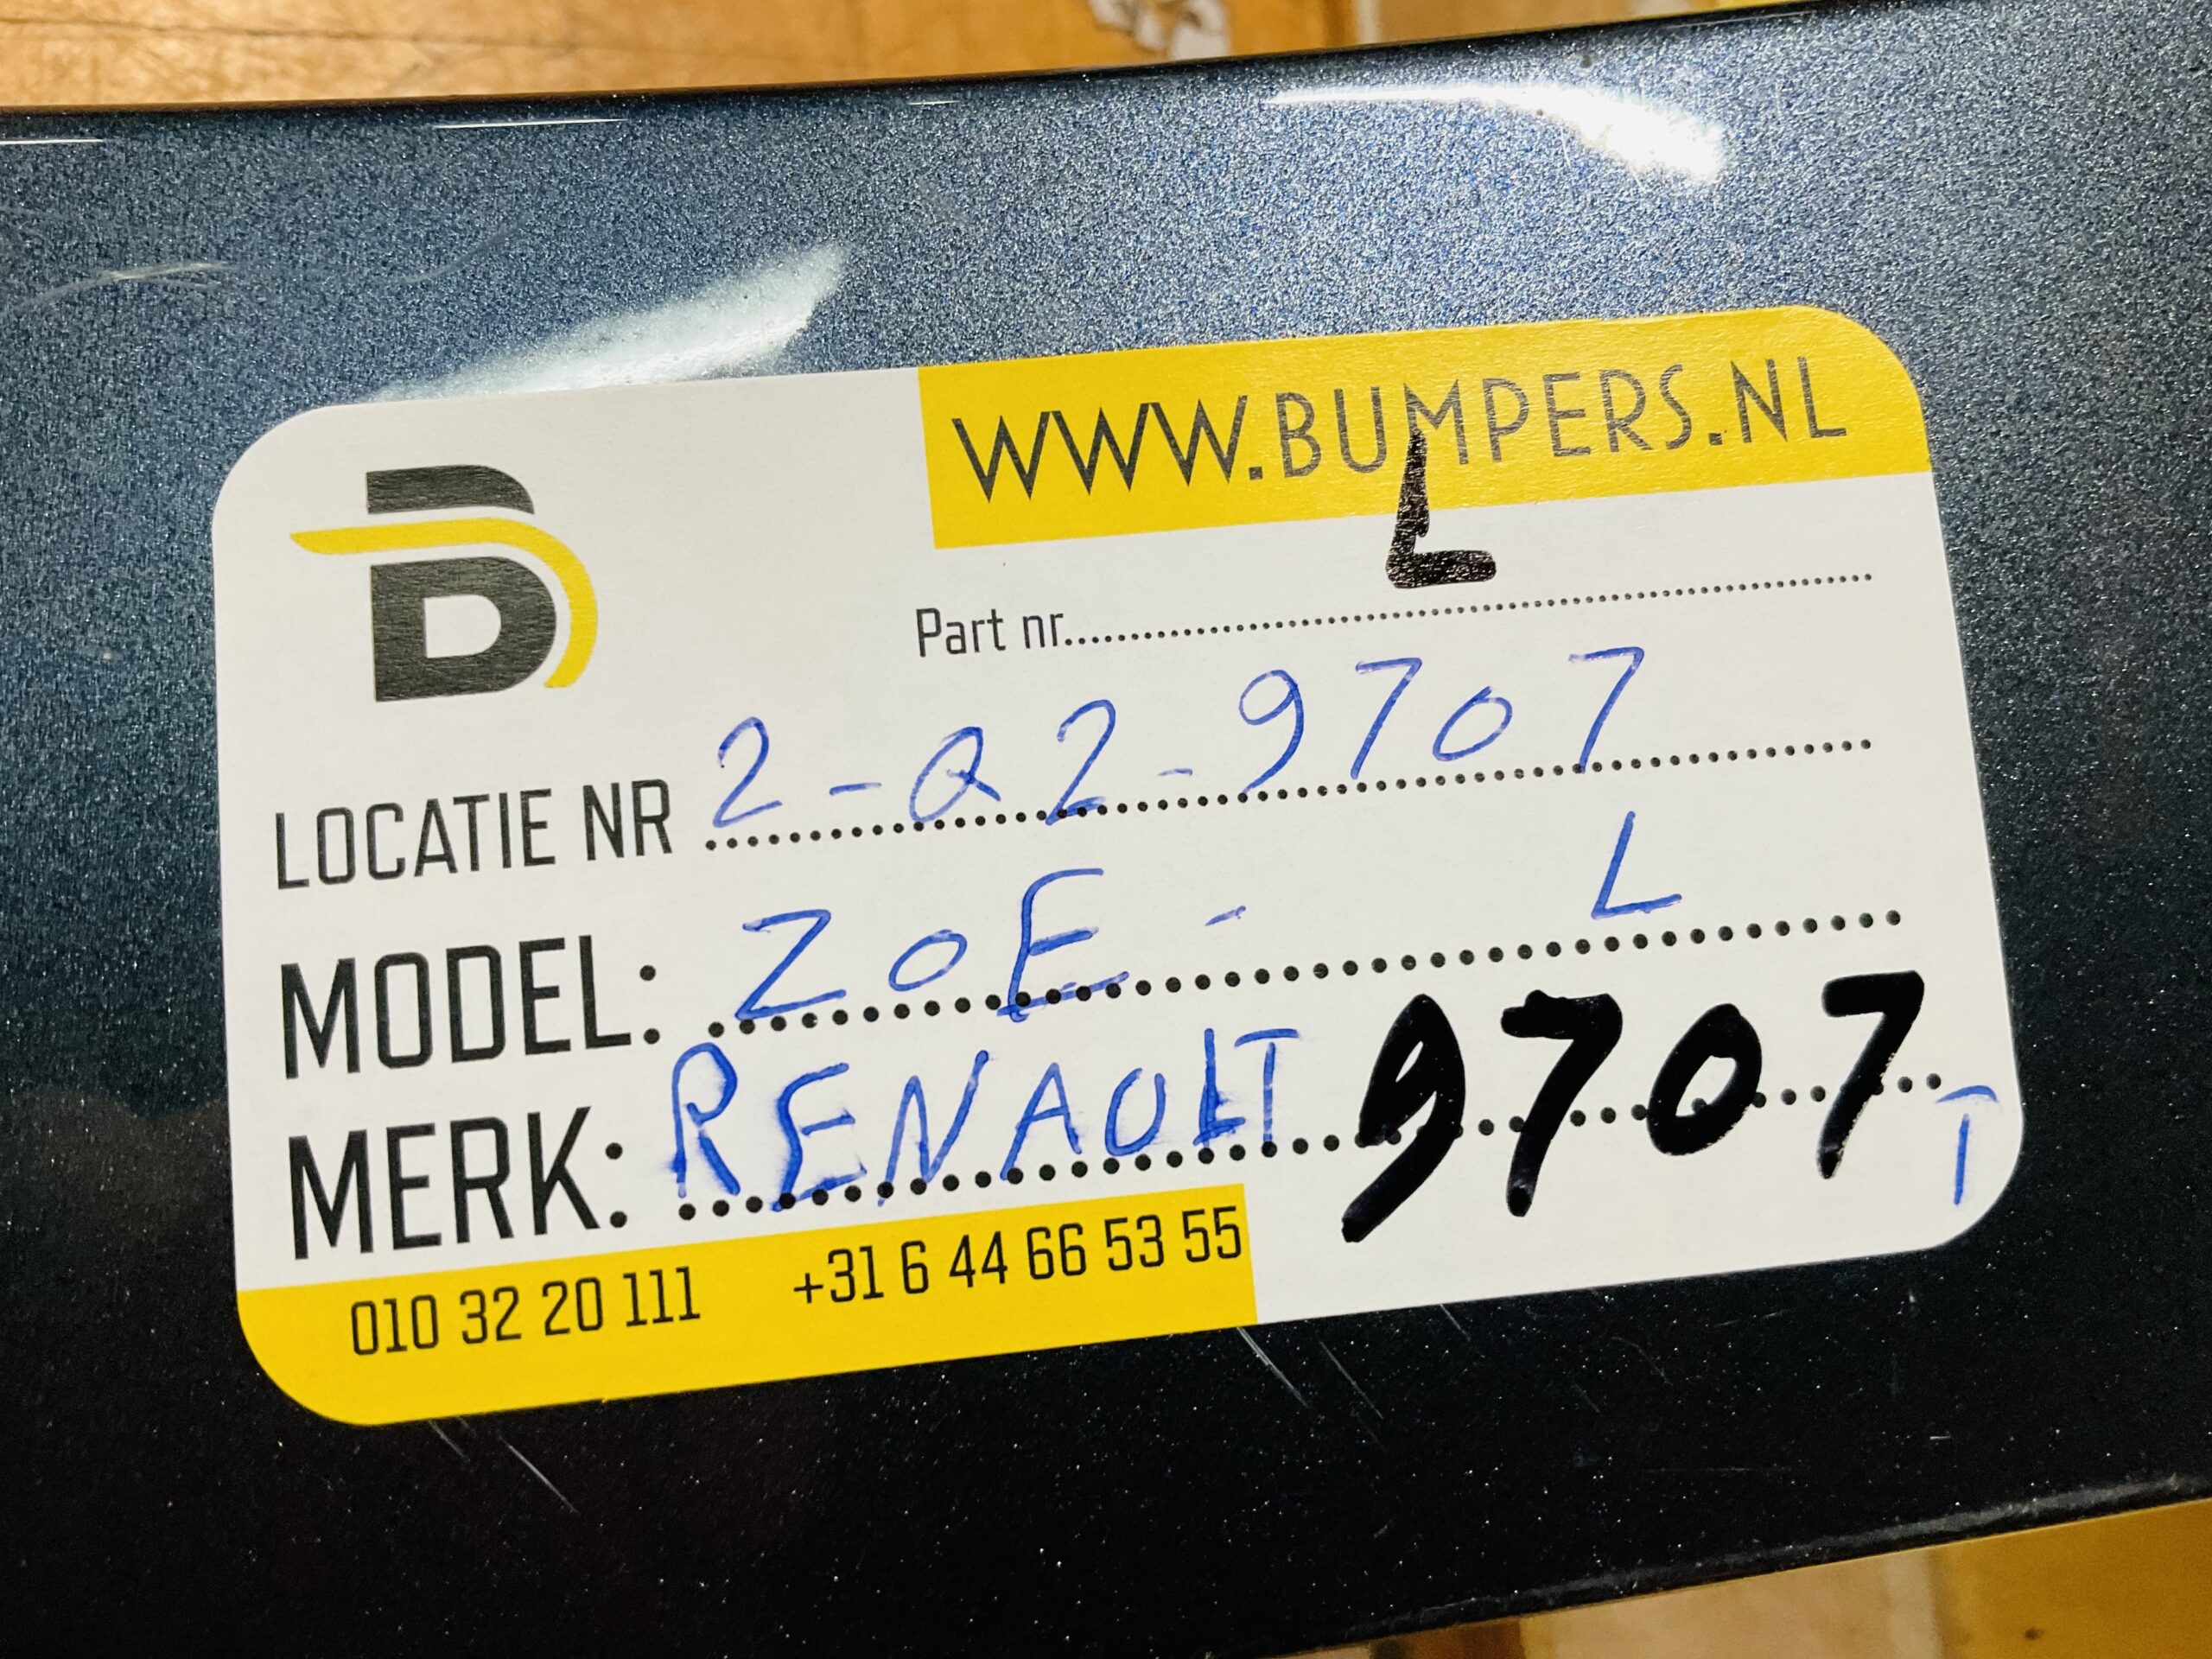 WWW.BUMPERS.NL
B
L
Part nr
LOCATIE NR 2-Q2-9707
MODEL: ZOE - L
MERK: RENAULT 9707
T
010 32 20 111 +31 6 44 66 53 55